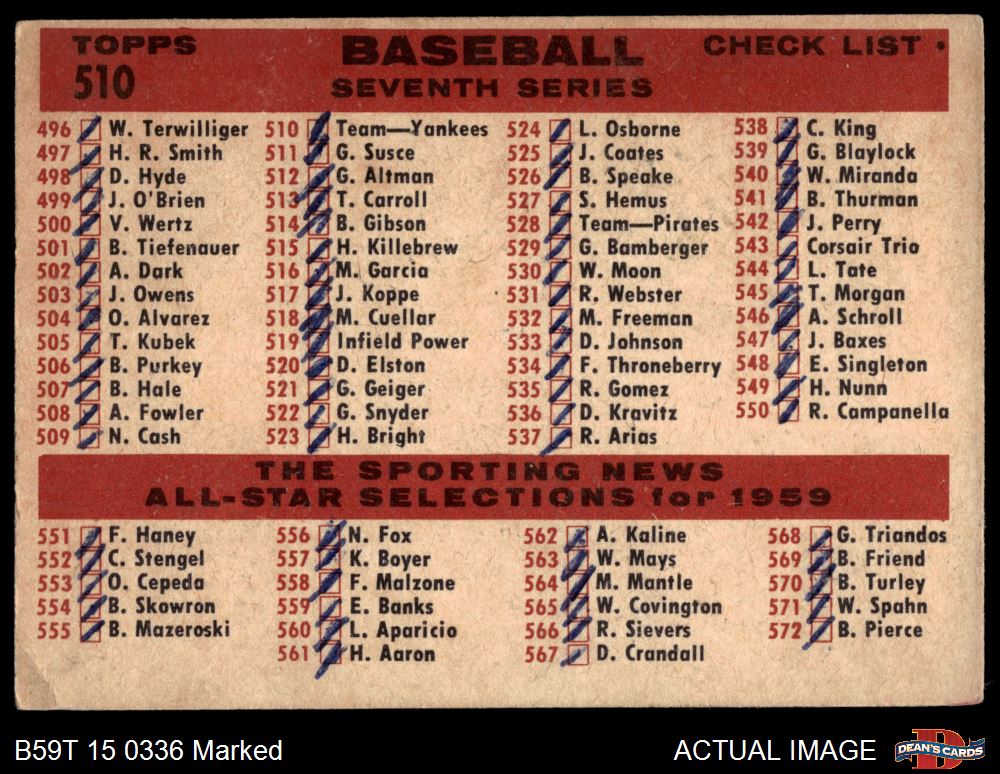 TOPPS BASEBALL CHECK LIST •
510 SEVENTH SERIES
496 W. Terwilliger
497 H. R. Smith
498 D. Hyde
499 J. O'Brien
500 V. Wertz
501 B. Tiefenauer
502 A. Dark
503 J. Owens
504 O. Alvarez
505 T. Kubek
506 B. Purkey
507 B. Hale
508 A. Fowler
509 N. Cash
510 Team—Yankees
511 G. Susce
512 G. Altman
513 T. Carroll
514 B. Gibson
515 H. Killebrew
516 M. Garcia
517 J. Koppe
518 M. Cuellar
519 Infield Power
520 D. Elston
521 G. Geiger
522 G. Snyder
523 H. Bright
524 L. Osborne
525 J. Coates
526 B. Speake
527 S. Hemus
528 Team—Pirates
529 G. Bamberger
530 W. Moon
531 R. Webster
532 M. Freeman
533 D. Johnson
534 F. Throneberry
535 R. Gomez
536 D. Kravitz
537 R. Arias
538 C. King
539 G. Blaylock
540 W. Miranda
541 B. Thurman
542 J. Perry
543 Corsair Trio
544 L. Tate
545 T. Morgan
546 A. Schroll
547 J. Baxes
548 E. Singleton
549 H. Nunn
550 R. Campanella
THE SPORTING NEWS
ALL-STAR SELECTIONS for 1959
551 F. Haney
552 C. Stengel
553 O. Cepeda
554 B. Skowron
555 B. Mazeroski
556 N. Fox
557 K. Boyer
558 F. Malzone
559 E. Banks
560 L. Aparicio
561 H. Aaron
562 A. Kaline
563 W. Mays
564 M. Mantle
565 W. Covington
566 R. Sievers
567 D. Crandall
568 G. Triandos
569 B. Friend
570 B. Turley
571 W. Spahn
572 B. Pierce
B59T 15 0336 Marked
ACTUAL IMAGE
DEAN'S CARDS